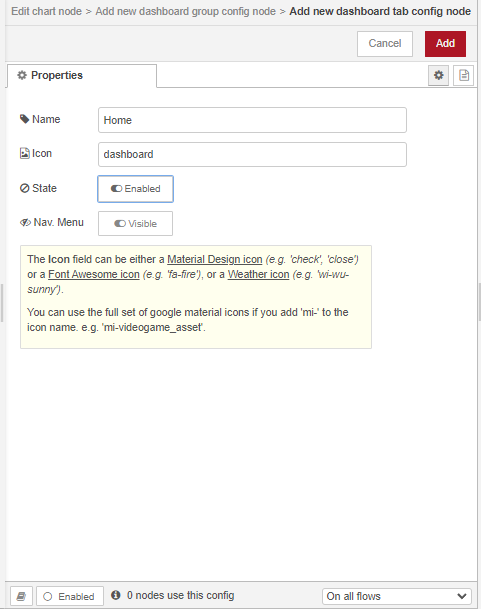 Edit chart node > Add new dashboard group config node > Add new dashboard tab config node
Cancel
Add
Properties
Name
Home
Icon
dashboard
State
Enabled
Nav. Menu
Visible
The Icon field can be either a Material Design icon (e.g. 'check', 'close')
or a Font Awesome icon (e.g. 'fa-fire'), or a Weather icon (e.g. 'wi-wu-
sunny').
You can use the full set of google material icons if you add 'mi-' to the
icon name. e.g. 'mi-videogame_asset'.
Enabled
0 nodes use this config
On all flows